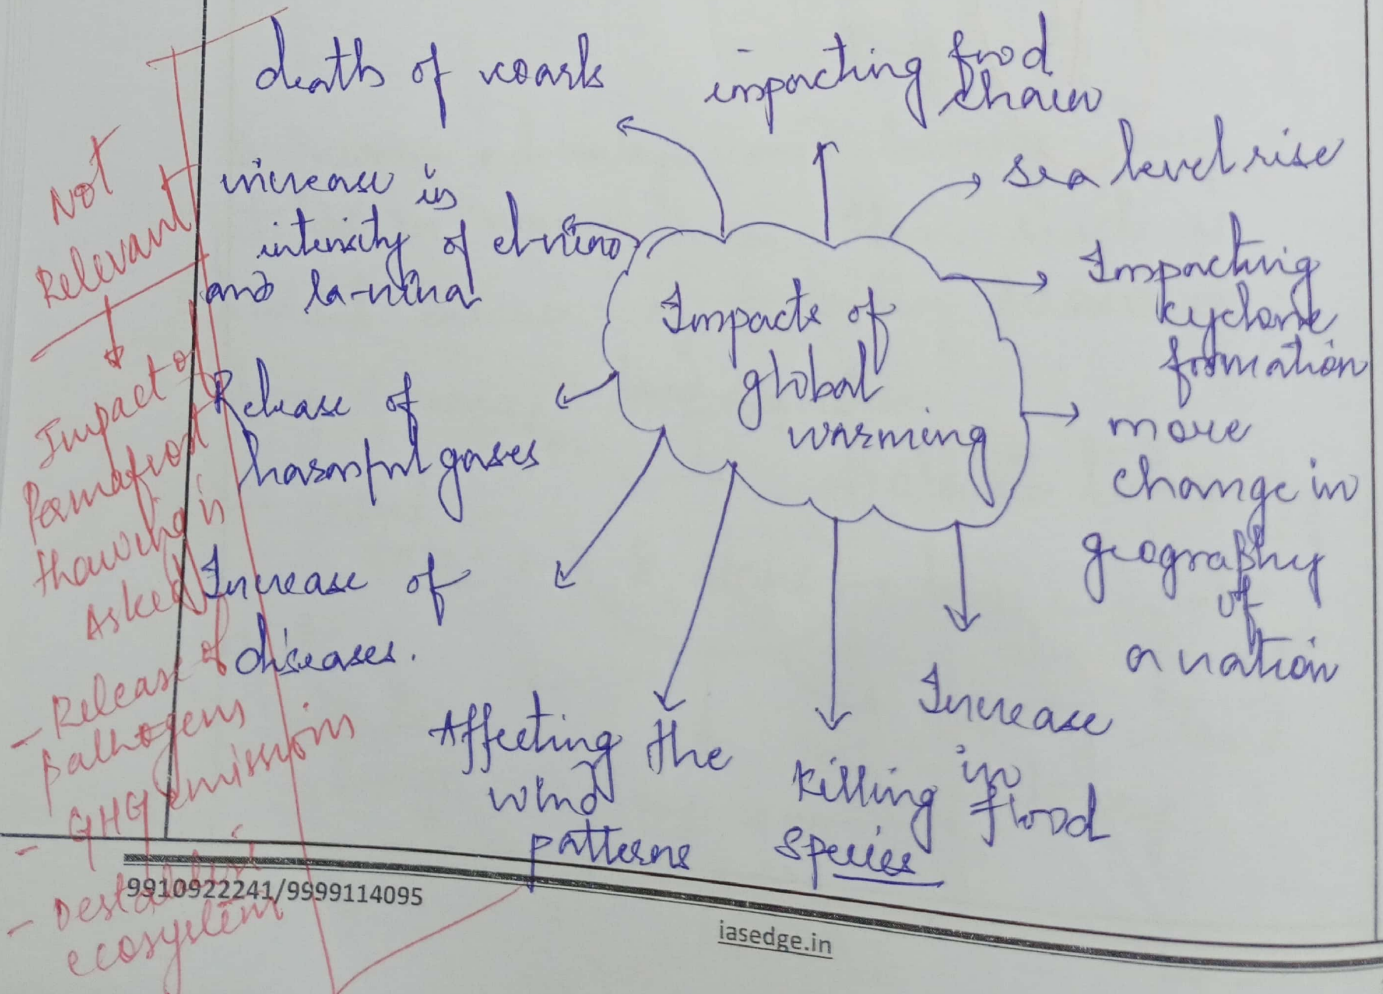 death of coarls
impacting food
chain
sea level rise
increase in
intensity of el-nino
and la-nina
Impacting
cyclone
formation
Impacts of
global
warming
Release of
harmful gases
more
change in
geography
of
a nation
Increase of
diseases.
Affecting the
wind
patterns
Killing
species
Increase
in
flood
Not
Relevant
Impact of
Permafrost
thawing is
Asked
- Release of
pathogens
- GHG emissions
- Destabilist
ecosystem
9910922241/9999114095
iasedge.in